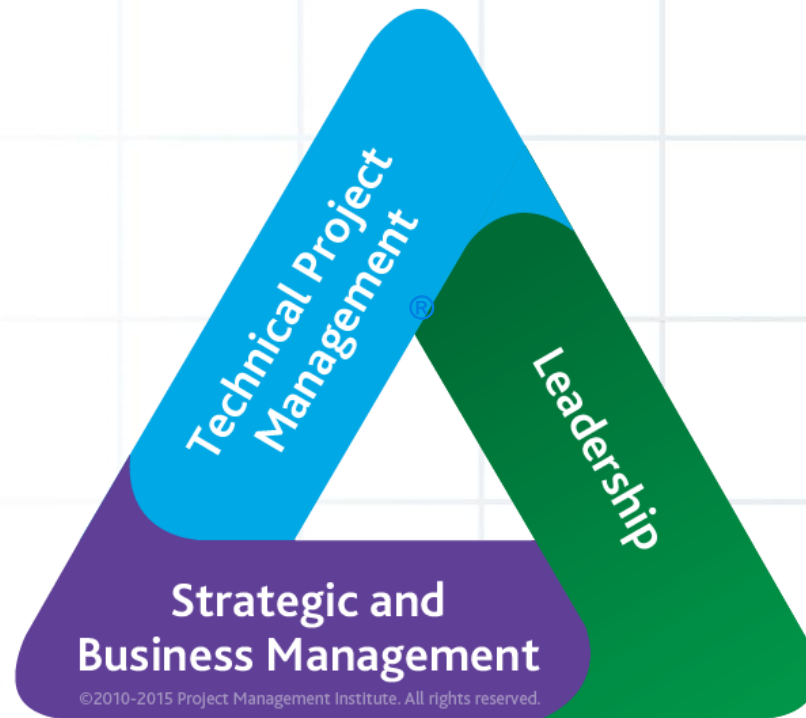 Technical Project
Management
®
Leadership
Strategic and
Business Management
©2010-2015 Project Management Institute. All rights reserved.